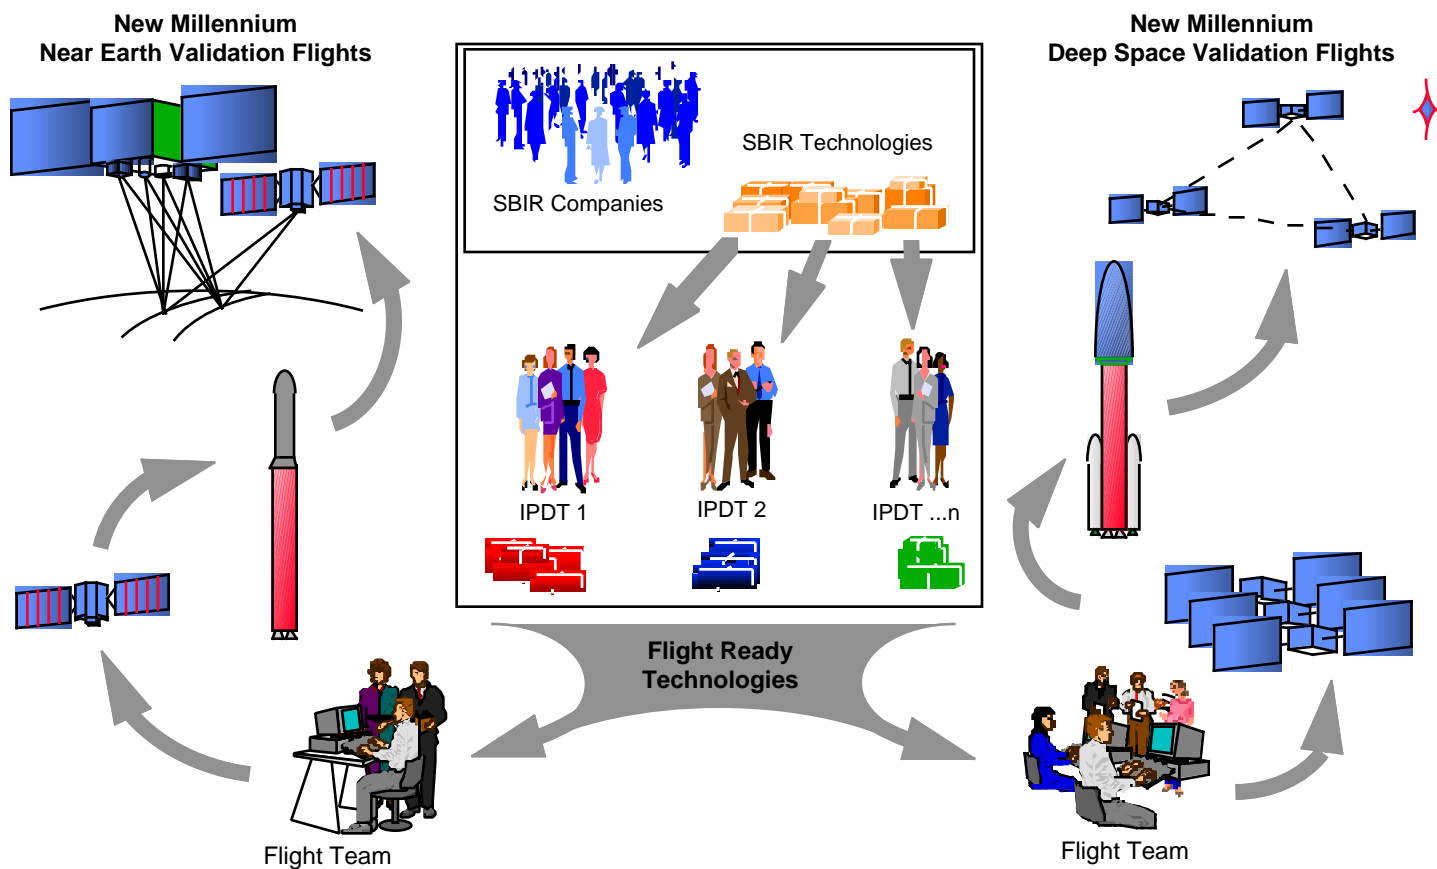 New Millennium
Near Earth Validation Flights
New Millennium
Deep Space Validation Flights
SBIR Technologies
SBIR Companies
IPDT 1
IPDT 2
IPDT ...n
Flight Ready
Technologies
Flight Team
Flight Team